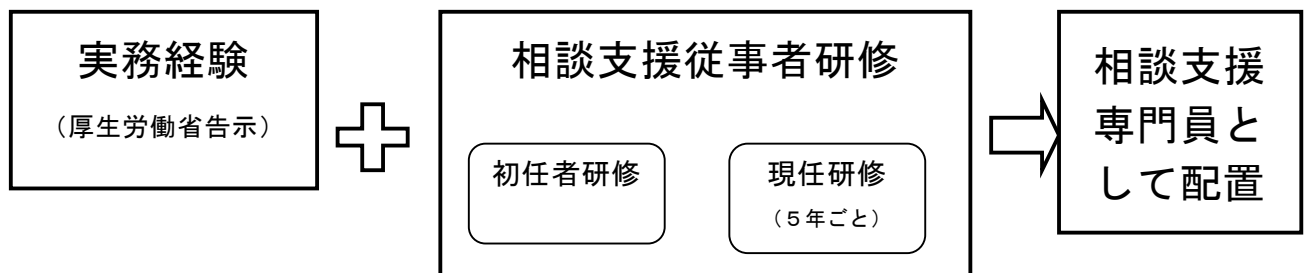 実務経験
（厚生労働省告示）
相談支援従事者研修
初任者研修
現任研修
（５年ごと）
相談支援
専門員と
して配置